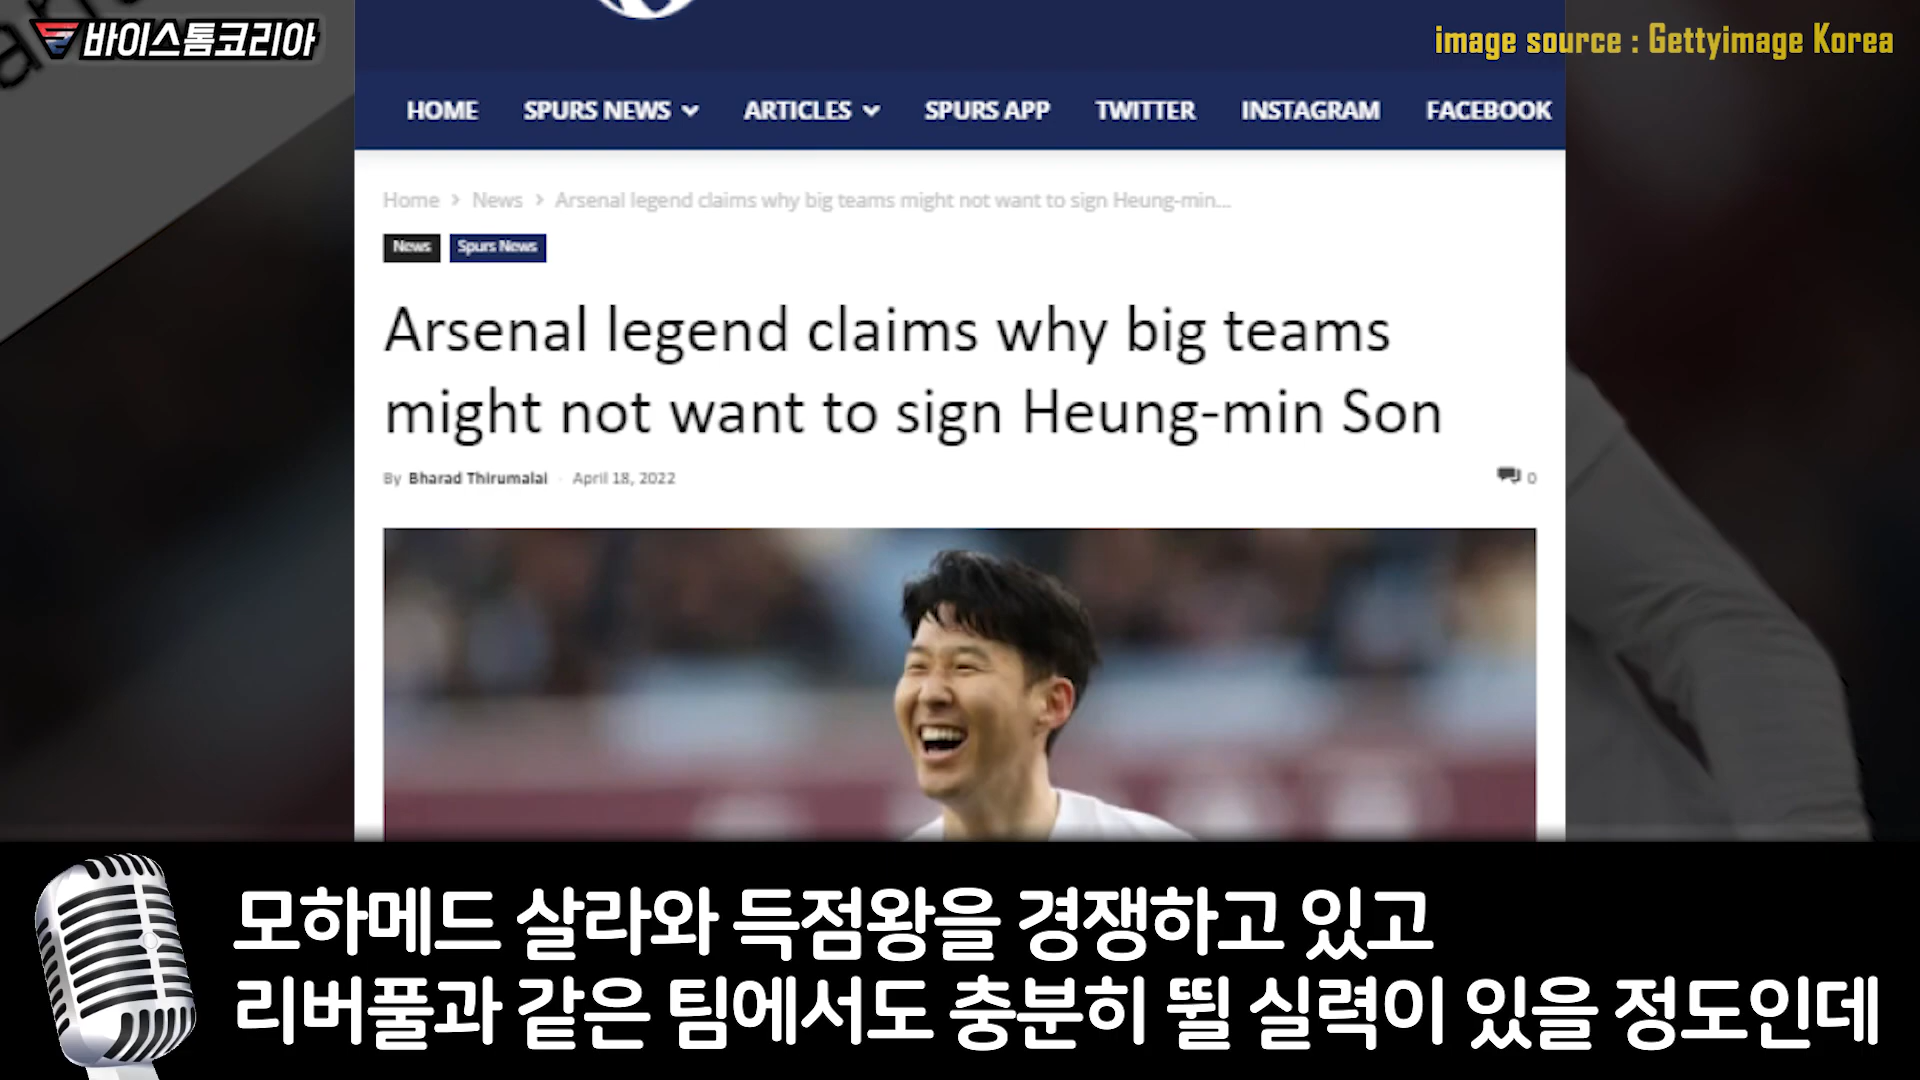 바이스톰코리아
image source : Gettyimage Korea
HOME SPURS NEWS ARTICLES SPURS APP TWITTER INSTAGRAM FACEBOOK
Home > News > Arsenal legend claims why big teams might not want to sign Heung-min...
News Spurs News
Arsenal legend claims why big teams
might not want to sign Heung-min Son
By Bharad Thirumalai - April 18, 2022 0
모하메드 살라와 득점왕을 경쟁하고 있고
리버풀과 같은 팀에서도 충분히 뛸 실력이 있을 정도인데